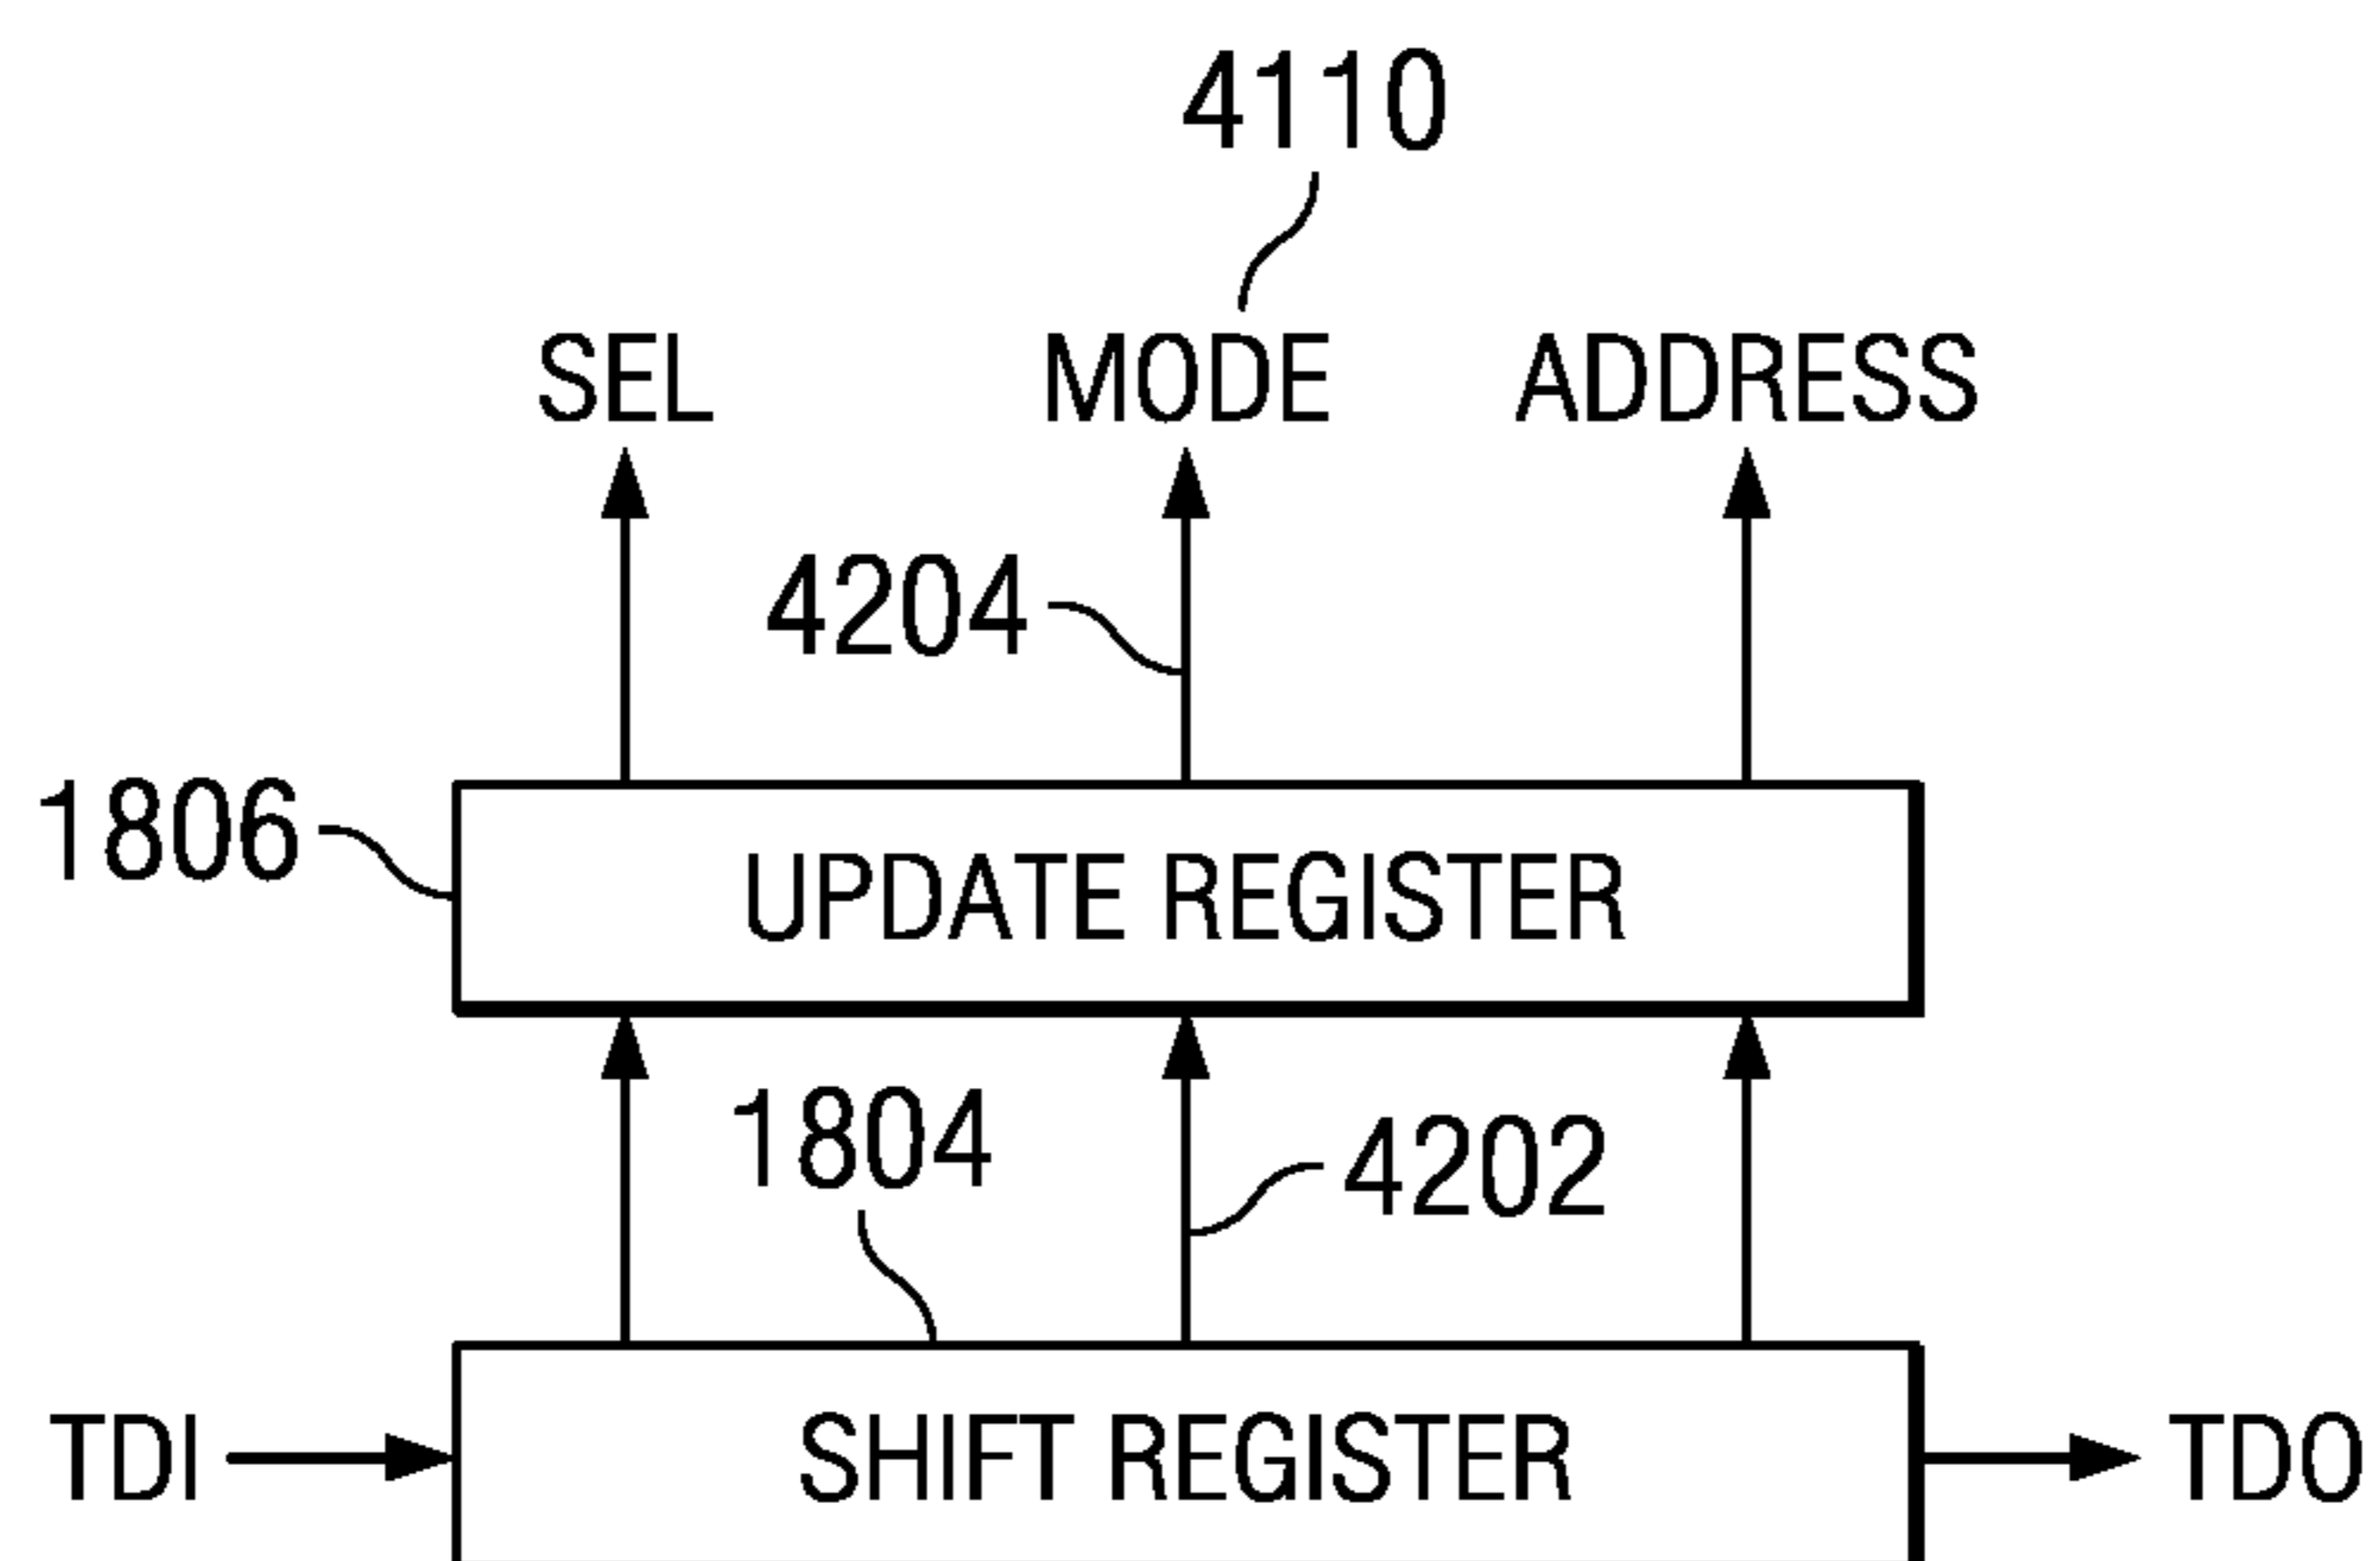 4110
SEL MODE ADDRESS
4204
1806
UPDATE REGISTER
1804
4202
TDI SHIFT REGISTER TDO